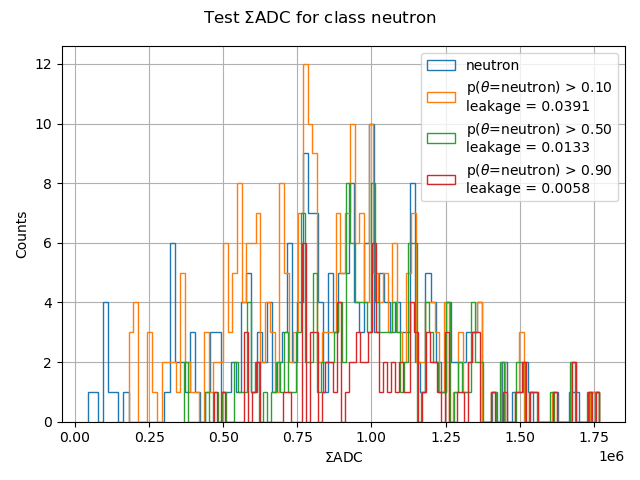 Test ΣADC for class neutron
neutron
p(θ=neutron) > 0.10
leakage = 0.0391
p(θ=neutron) > 0.50
leakage = 0.0133
p(θ=neutron) > 0.90
leakage = 0.0058
12
10
8
6
4
2
0
Counts
0.00 0.25 0.50 0.75 1.00 1.25 1.50 1.75
1e6
ΣADC